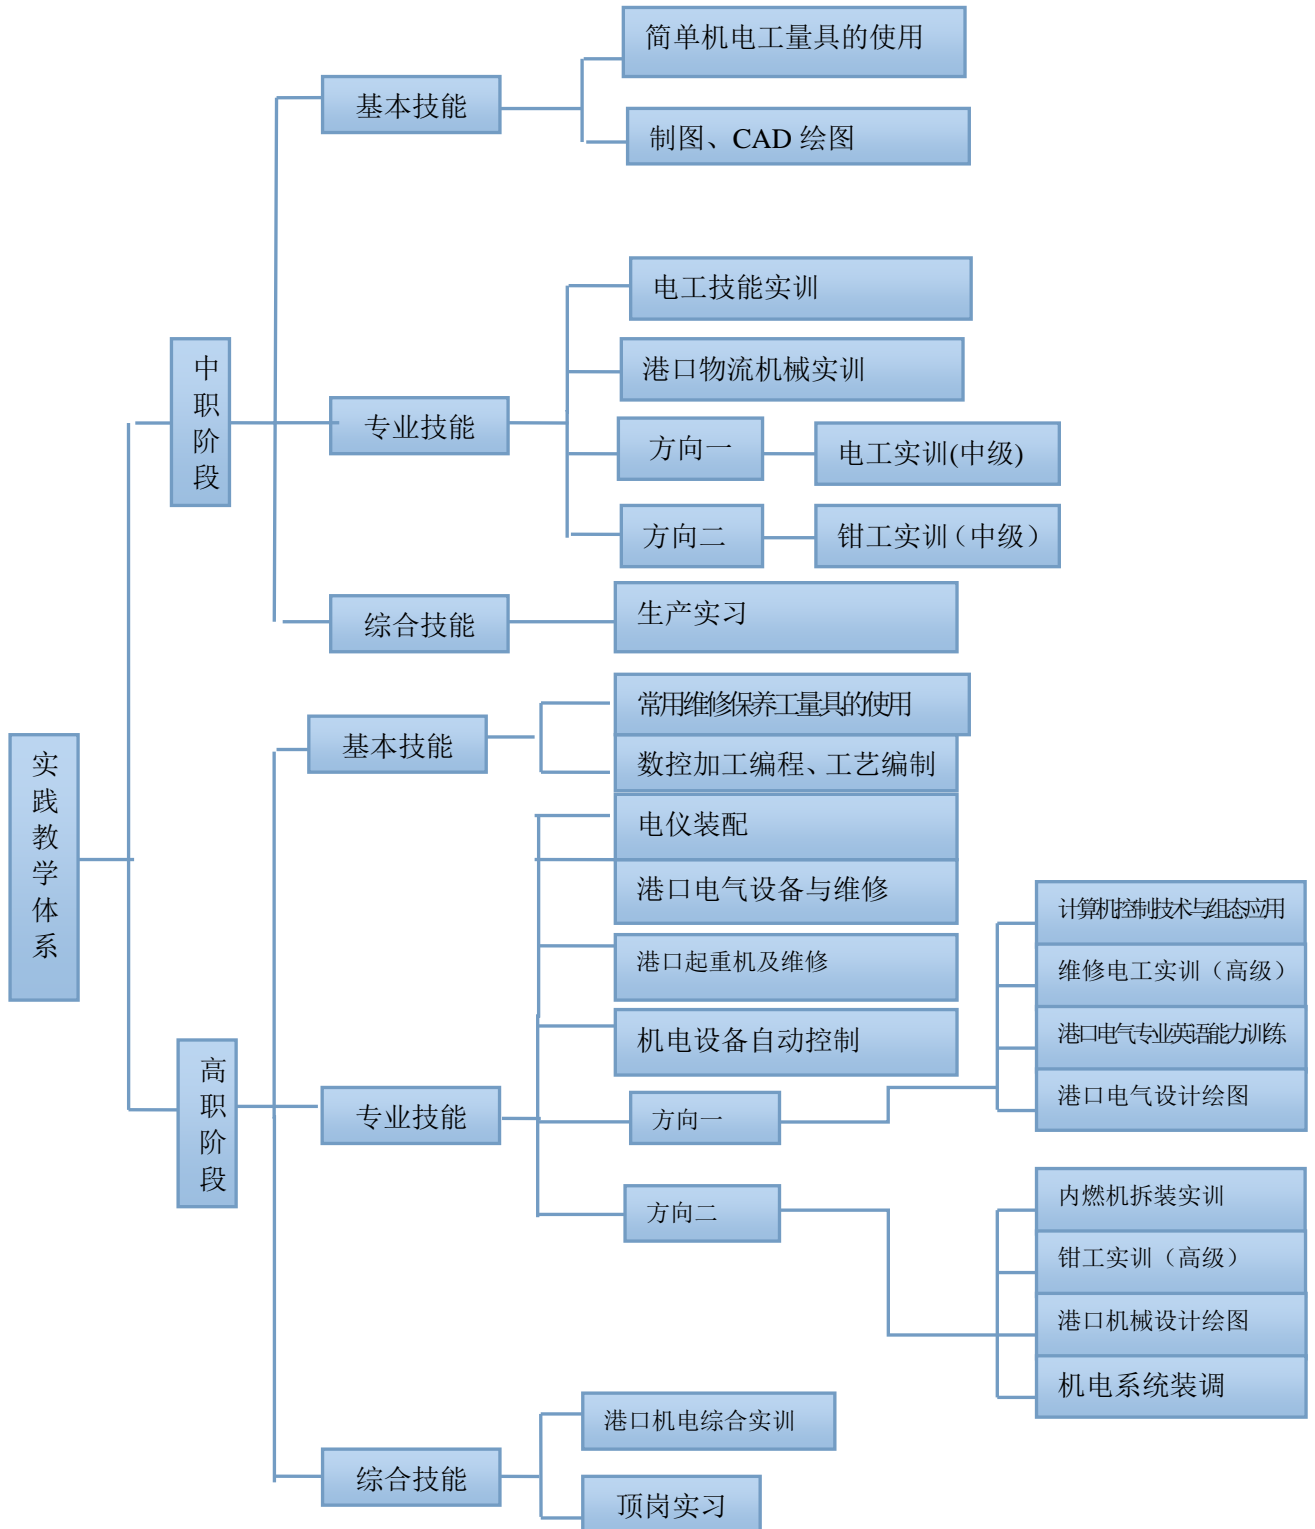 简单机电工量具的使用
基本技能
制图、CAD 绘图
电工技能实训
中职阶段
港口物流机械实训
专业技能
方向一
电工实训(中级)
方向二
钳工实训（中级）
综合技能
生产实习
实践教学体系
基本技能
常用维修保养工量具的使用
数控加工编程、工艺编制
电仪装配
港口电气设备与维修
港口起重机及维修
机电设备自动控制
高职阶段
专业技能
方向一
计算机控制技术与组态应用
维修电工实训（高级）
港口电气专业英语能力训练
港口电气设计绘图
方向二
内燃机拆装实训
钳工实训（高级）
港口机械设计绘图
机电系统装调
综合技能
港口机电综合实训
顶岗实习